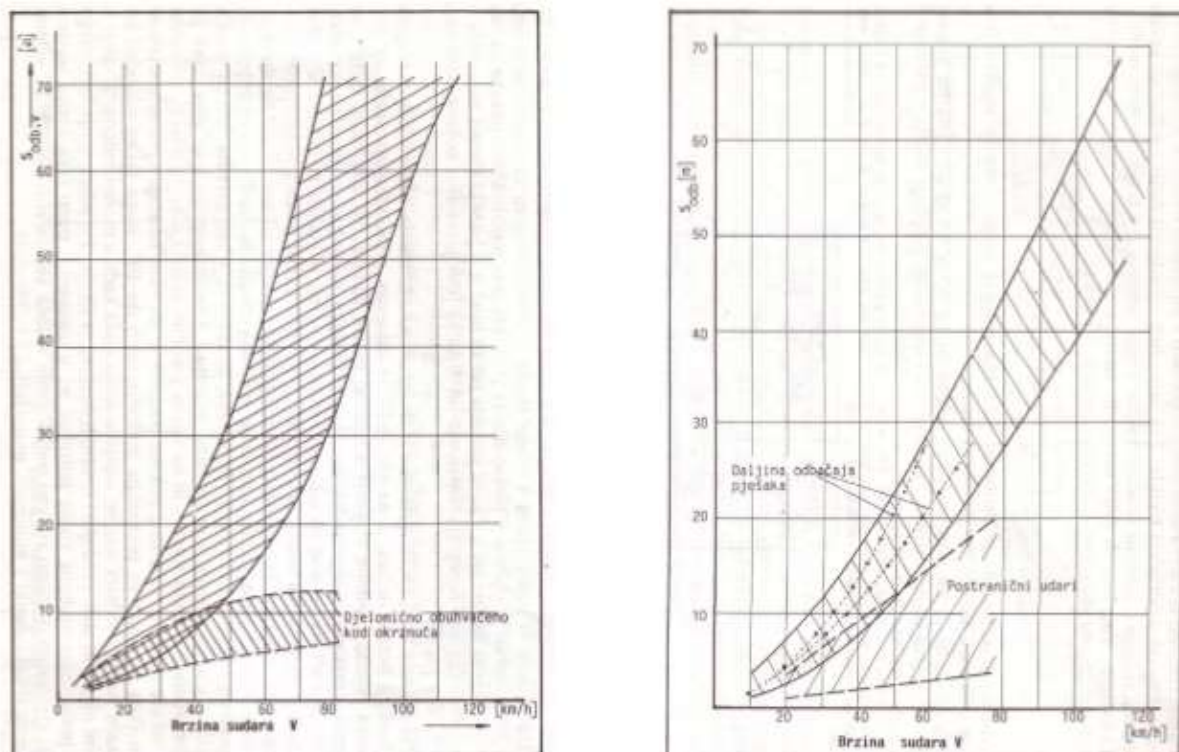 S odb,V [m]
70
60
50
40
30
20
10
Djelomično obuhvaćeno
kod okrznuća
0 20 40 60 80 100 120 [km/h]
Brzina sudara V
S odb [m]
70
60
50
40
30
20
10
Daljina odbačaja
pješaka
Postranični udari
20 40 60 80 100 120
[km/h]
Brzina sudara V